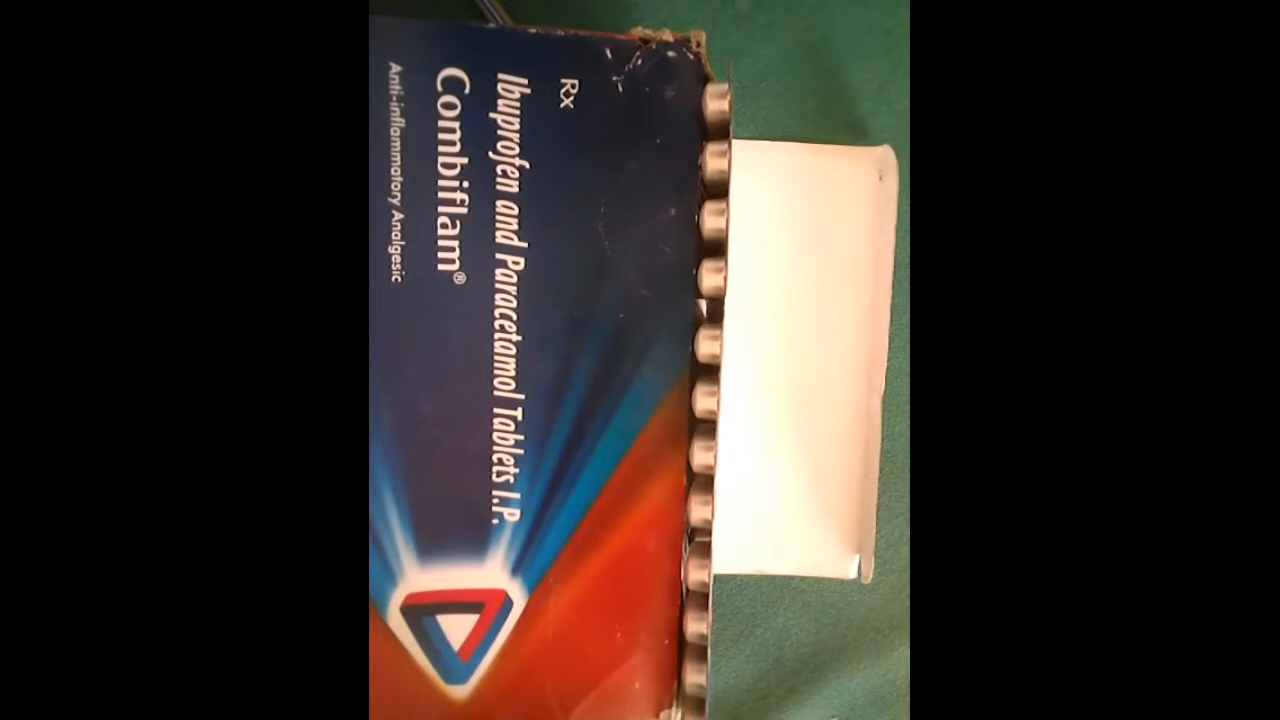 Rx
Ibuprofen and Paracetamol Tablets I.P.
Combiflam®
Anti-inflammatory Analgesic